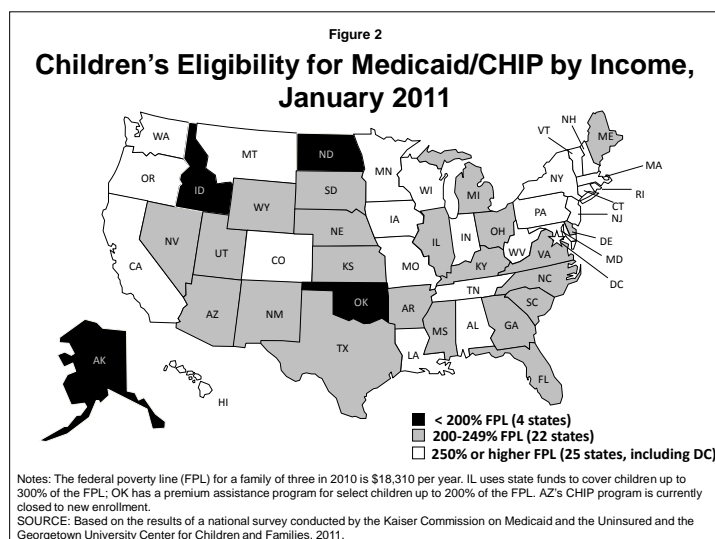 Figure 2
Children's Eligibility for Medicaid/CHIP by Income,
January 2011
WA
MT
ND
MN
VT
NH
ME
OR
ID
SD
WI
MI
NY
MA
RI
CT
WY
IA
PA
NJ
NV
NE
IL
IN
OH
DE
UT
CO
KS
MO
WV
VA
MD
CA
KY
DC
AZ
NM
OK
AR
TN
NC
SC
TX
LA
MS
AL
GA
FL
AK
HI
< 200% FPL (4 states)
200-249% FPL (22 states)
250% or higher FPL (25 states, including DC)
Notes: The federal poverty line (FPL) for a family of three in 2010 is $18,310 per year. IL uses state funds to cover children up to
300% of the FPL; OK has a premium assistance program for select children up to 200% of the FPL. AZ's CHIP program is currently
closed to new enrollment.
SOURCE: Based on the results of a national survey conducted by the Kaiser Commission on Medicaid and the Uninsured and the
Georgetown University Center for Children and Families, 2011.